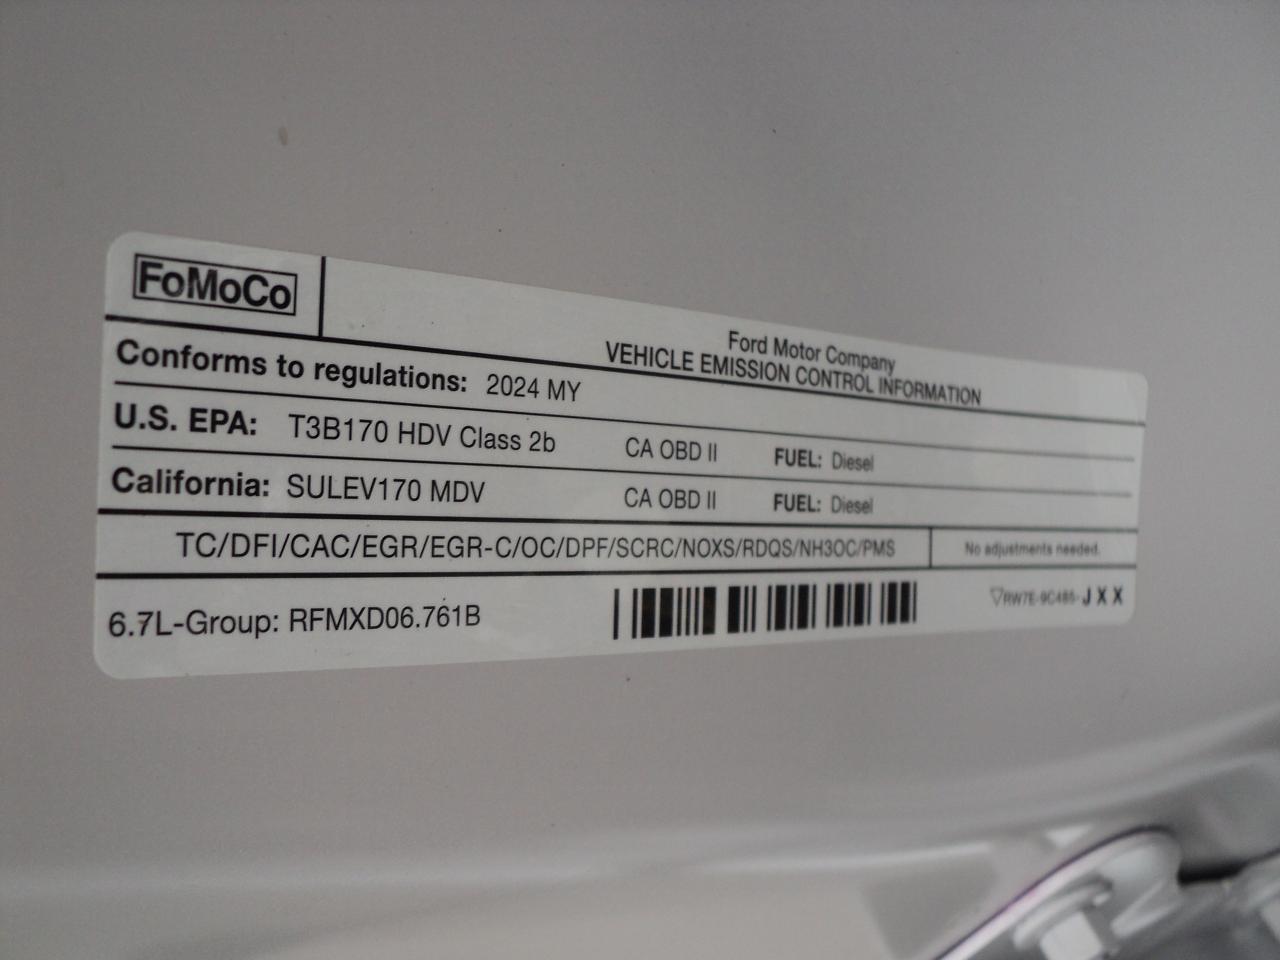 FoMoCo
Ford Motor Company
VEHICLE EMISSION CONTROL INFORMATION
Conforms to regulations: 2024 MY
U.S. EPA: T3B170 HDV Class 2b CA OBD II FUEL: Diesel
California: SULEV170 MDV CA OBD II FUEL: Diesel
TC/DFI/CAC/EGR/EGR-C/OC/DPF/SCRC/NOXS/RDQS/NH3OC/PMS No adjustments needed.
6.7L-Group: RFMXD06.761B RW7E-9C485-JXX